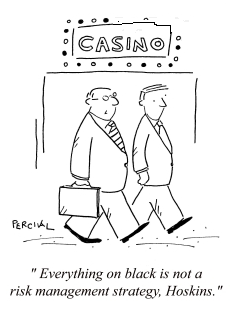 CASINO
PERCIVAL
" Everything on black is not a
risk management strategy, Hoskins."